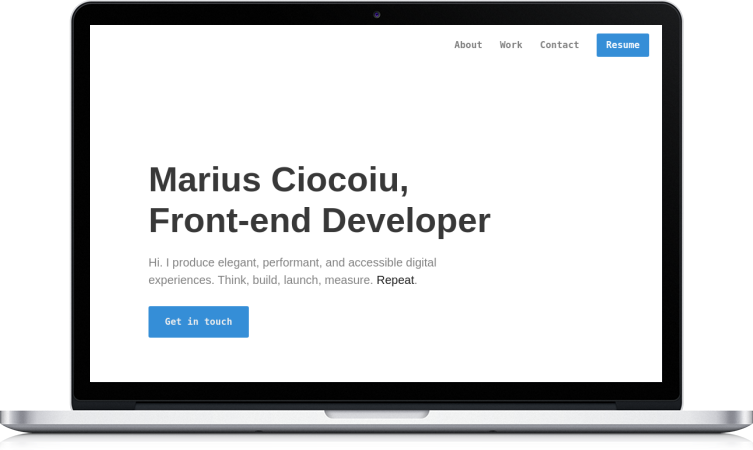 About Work Contact Resume
Marius Ciocoiu,
Front-end Developer
Hi. I produce elegant, performant, and accessible digital
experiences. Think, build, launch, measure. Repeat.
Get in touch